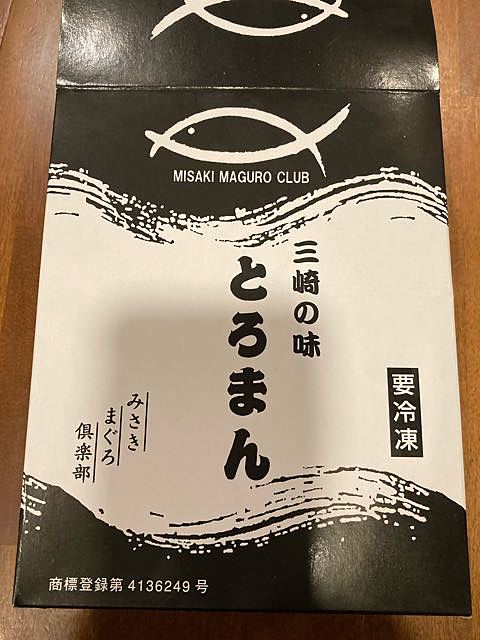 MISAKI MAGURO CLUB
三崎の味
とろまん
要冷凍
みさき
まぐろ
倶楽部
商標登録第4136249号